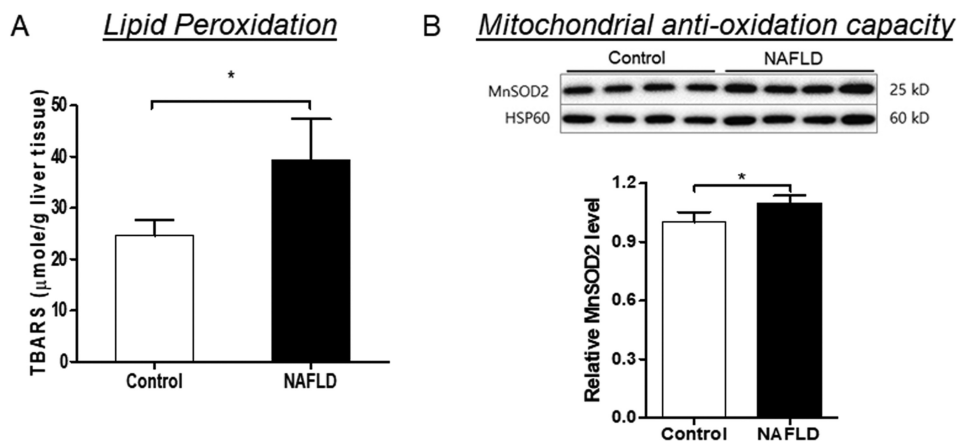 A
Lipid Peroxidation
*
TBARS (μmole/g liver tissue)
50
40
30
20
10
0
Control
NAFLD
B
Mitochondrial anti-oxidation capacity
Control
NAFLD
MnSOD2
25 kD
HSP60
60 kD
*
Relative MnSOD2 level
1.2
0.9
0.6
0.3
0.0
Control
NAFLD